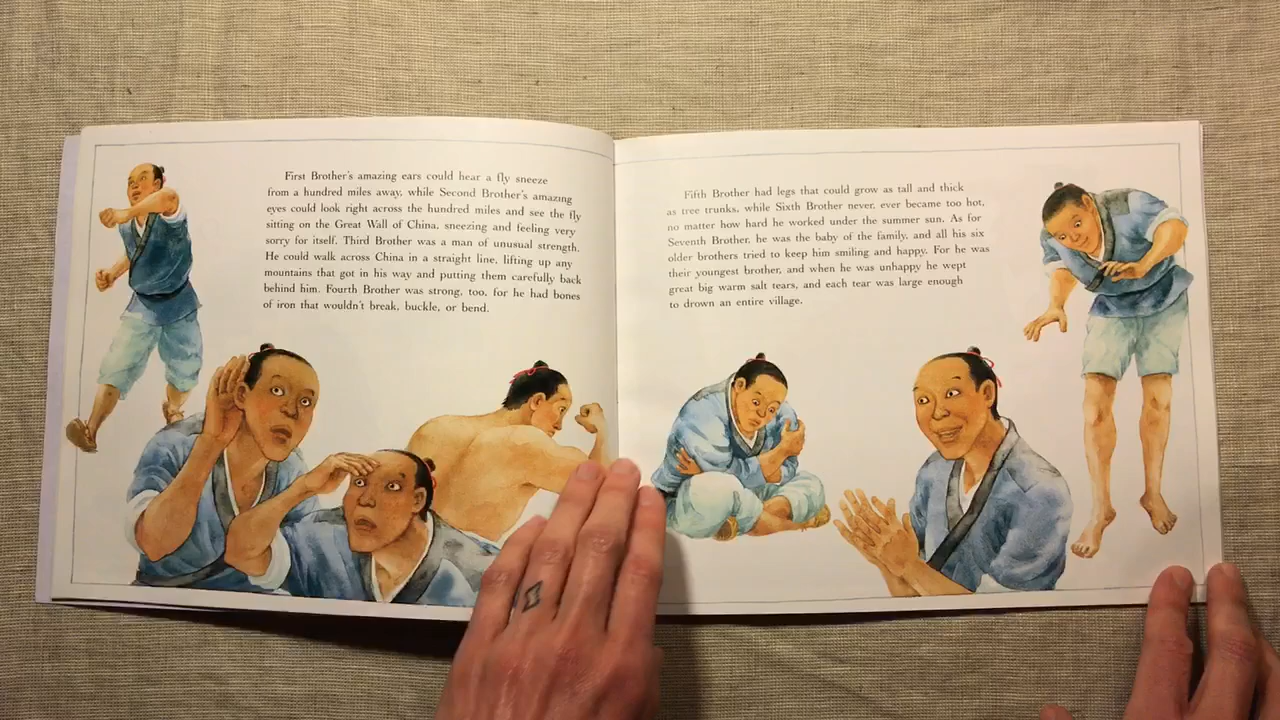 First Brother's amazing ears could hear a fly sneeze
from a hundred miles away, while Second Brother's amazing
eyes could look right across the hundred miles and see the fly
sitting on the Great Wall of China, sneezing and feeling very
sorry for itself. Third Brother was a man of unusual strength.
He could walk across China in a straight line, lifting up any
mountains that got in his way and putting them carefully back
behind him. Fourth Brother was strong, too, for he had bones
of iron that wouldn't break, buckle, or bend.
Fifth Brother had legs that could grow as tall and thick
as tree trunks, while Sixth Brother never, ever became too hot,
no matter how hard he worked under the summer sun. As for
Seventh Brother, he was the baby of the family, and all his six
older brothers tried to keep him smiling and happy. For he was
their youngest brother, and when he was unhappy he wept
great big warm salt tears, and each tear was large enough
to drown an entire village.